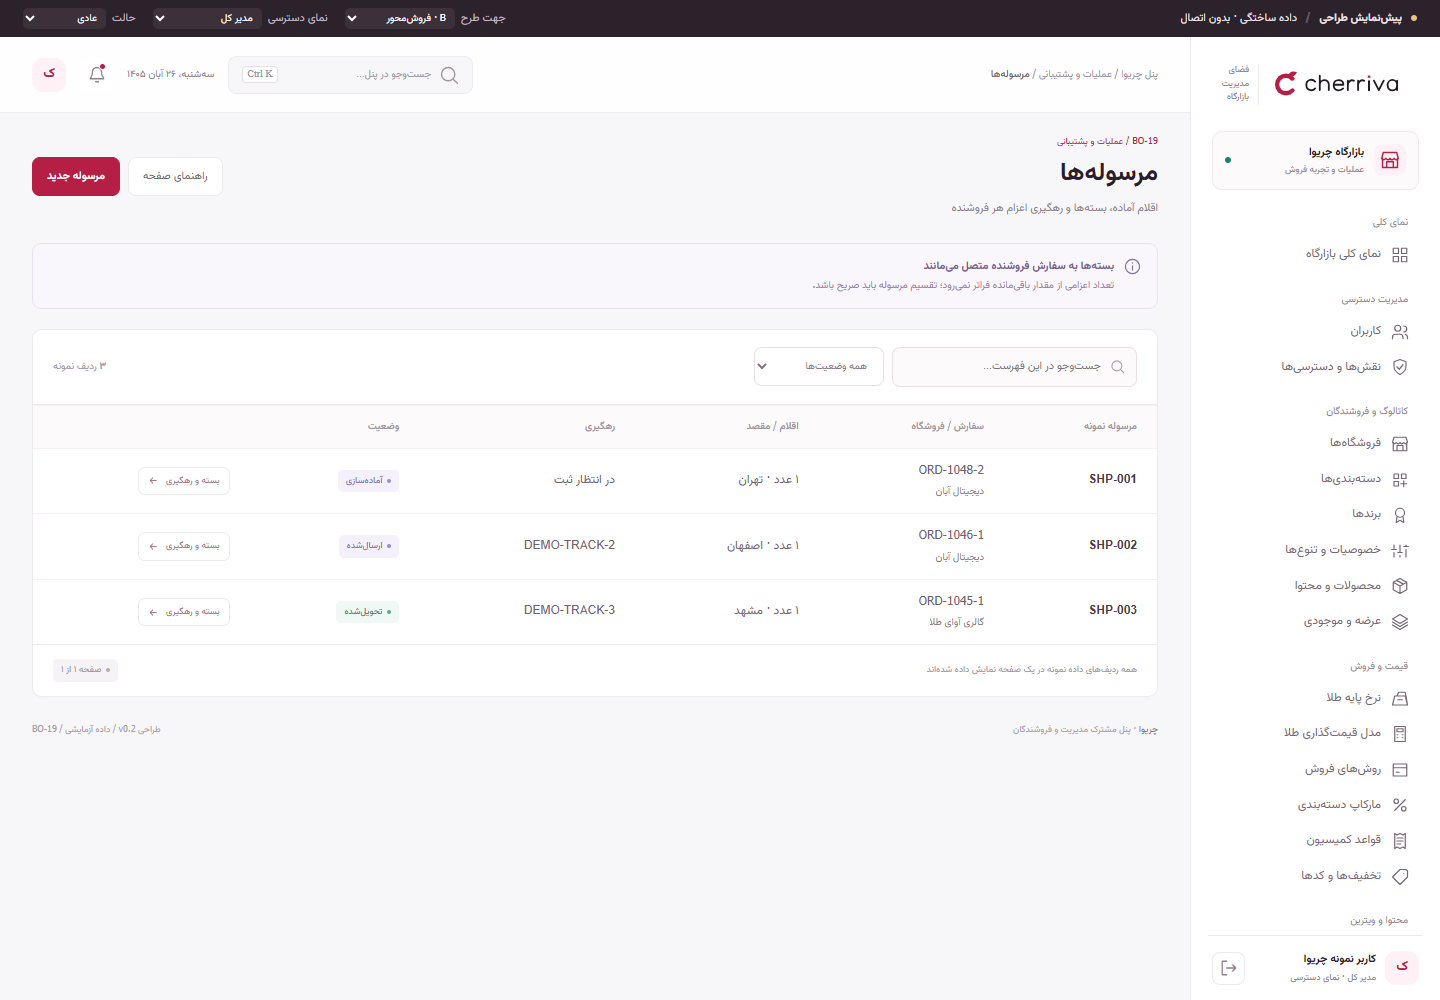 پیش‌نمایش طراحی / داده ساختگی · بدون اتصال
جهت طرح B · فروش‌محور نمای دسترسی مدیر کل حالت عادی
cherriva
فضای
مدیریت
بازارگاه
بازارگاه چریوا
عملیات و تجربه فروش
نمای کلی
نمای کلی بازارگاه
مدیریت دسترسی
کاربران
نقش‌ها و دسترسی‌ها
کاتالوگ و فروشندگان
فروشگاه‌ها
دسته‌بندی‌ها
برندها
خصوصیات و تنوع‌ها
محصولات و محتوا
عرضه و موجودی
قیمت و فروش
نرخ پایه طلا
مدل قیمت‌گذاری طلا
روش‌های فروش
مارکاپ دسته‌بندی
قواعد کمیسیون
تخفیف‌ها و کدها
محتوا و ویترین
ک
کاربر نمونه چریوا
مدیر کل · نمای دسترسی
پنل چریوا / عملیات و پشتیبانی / مرسوله‌ها
جست‌وجو در پنل... Ctrl K
سه‌شنبه، ۲۶ آبان ۱۴۰۵
ک
BO-19 / عملیات و پشتیبانی
مرسوله‌ها
اقلام آماده، بسته‌ها و رهگیری اعزام هر فروشنده
راهنمای صفحه
مرسوله جدید
بسته‌ها به سفارش فروشنده متصل می‌مانند
تعداد اعزامی از مقدار باقی‌مانده فراتر نمی‌رود؛ تقسیم مرسوله باید صریح باشد.
جست‌وجو در این فهرست...
همه وضعیت‌ها
۳ ردیف نمونه
مرسوله نمونه سفارش / فروشگاه اقلام / مقصد رهگیری وضعیت
SHP-001 ORD-1048-2 ۱ عدد · تهران در انتظار ثبت آماده‌سازی بسته و رهگیری ←
دیجیتال آبان
SHP-002 ORD-1046-1 ۱ عدد · اصفهان DEMO-TRACK-2 ارسال‌شده بسته و رهگیری ←
دیجیتال آبان
SHP-003 ORD-1045-1 ۱ عدد · مشهد DEMO-TRACK-3 تحویل‌شده بسته و رهگیری ←
گالری آوای طلا
همه ردیف‌های داده نمونه در یک صفحه نمایش داده شده‌اند
صفحه ۱ از ۱
چریوا · پنل مشترک مدیریت و فروشندگان
طراحی v0.2 / داده آزمایشی / BO-19